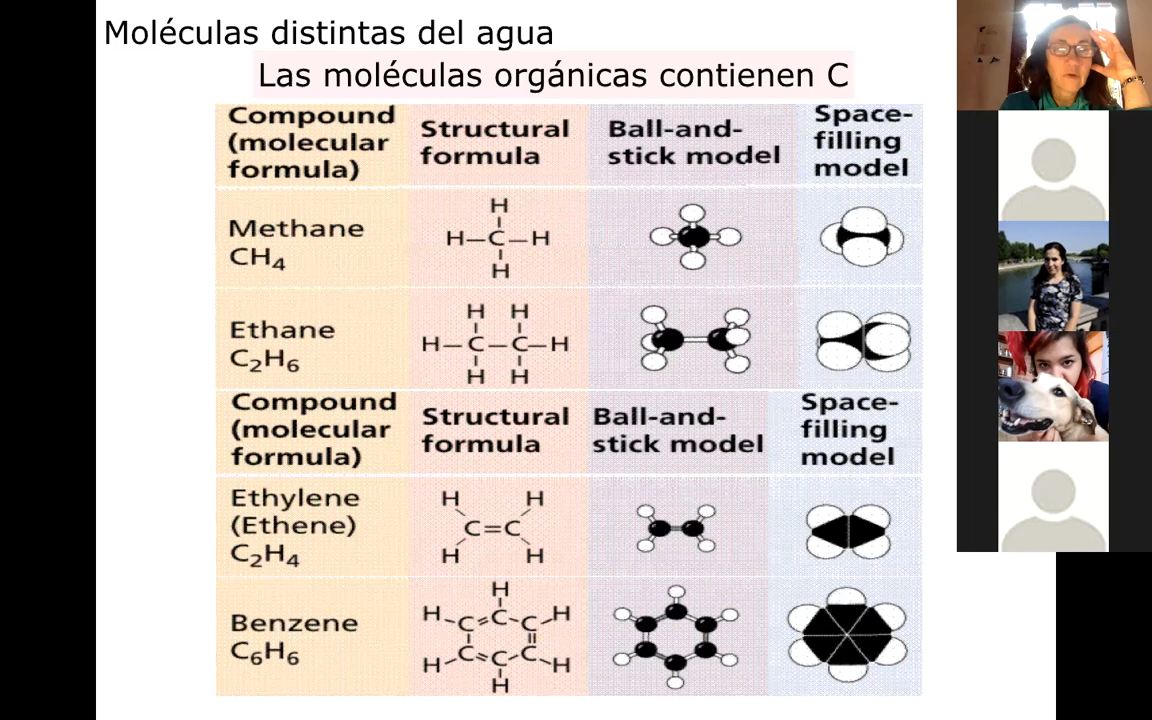 Moléculas distintas del agua
Las moléculas orgánicas contienen C
Compound
(molecular
formula)
Structural
formula
Ball-and-
stick model
Space-
filling
model
Methane
CH₄
H
H—C—H
H
Ethane
C₂H₆
H H
H—C—C—H
H H
Compound
(molecular
formula)
Structural
formula
Ball-and-
stick model
Space-
filling
model
Ethylene
(Ethene)
C₂H₄
H H
C=C
H H
Benzene
C₆H₆
H
H C C C H
H C C C H
H